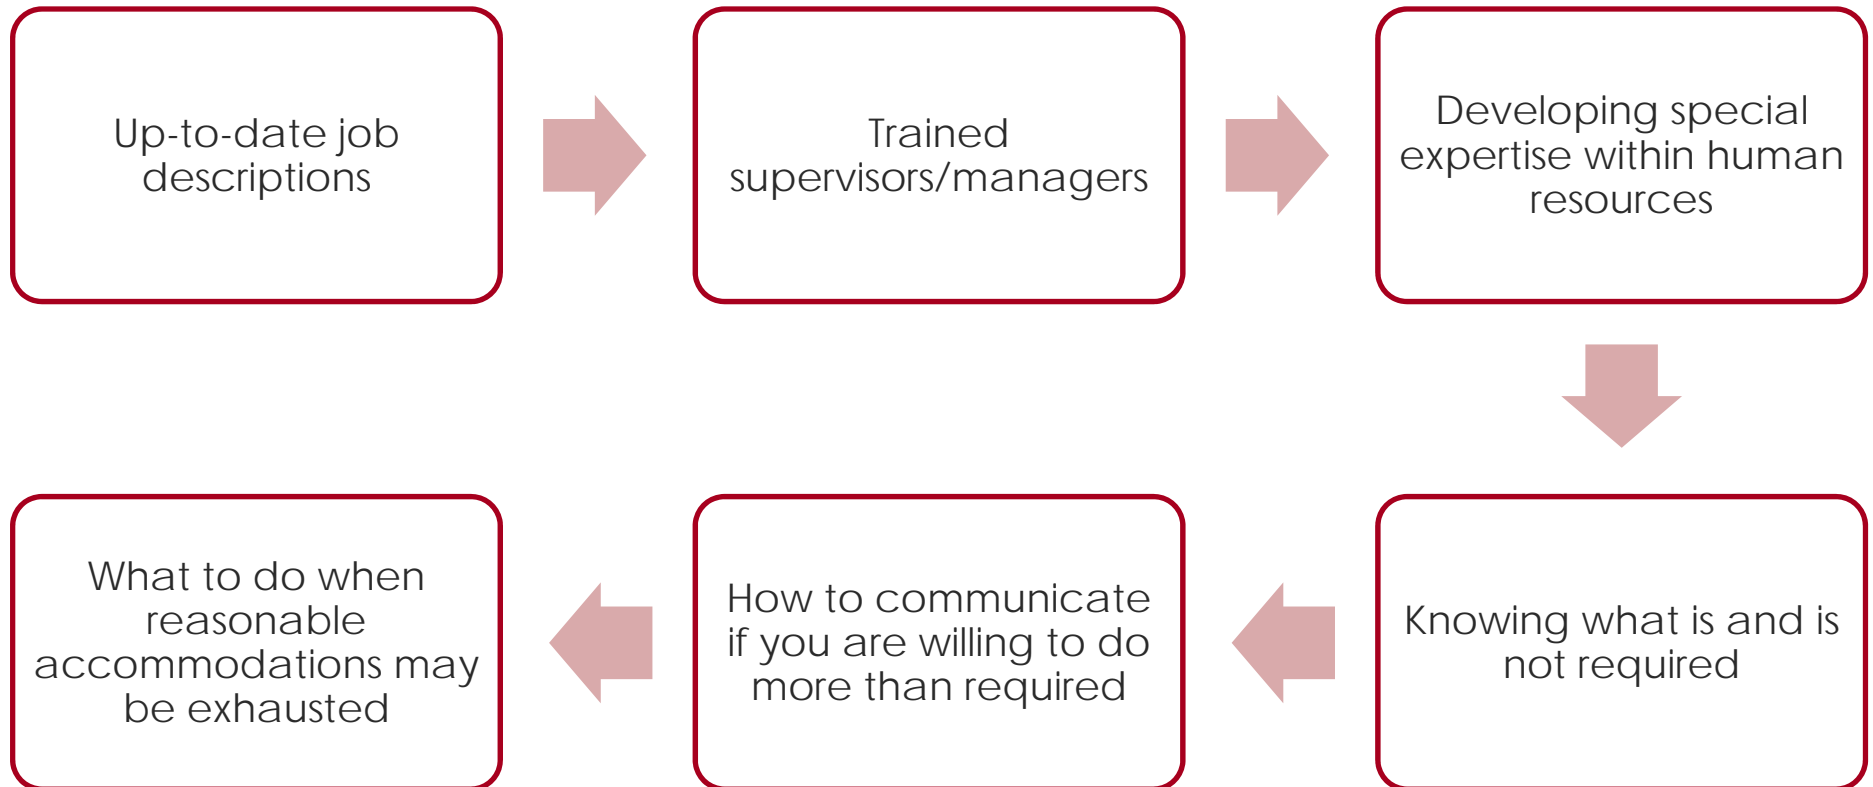 Up-to-date job
descriptions
Trained
supervisors/managers
Developing special
expertise within human
resources
Knowing what is and is
not required
How to communicate
if you are willing to do
more than required
What to do when
reasonable
accommodations may
be exhausted